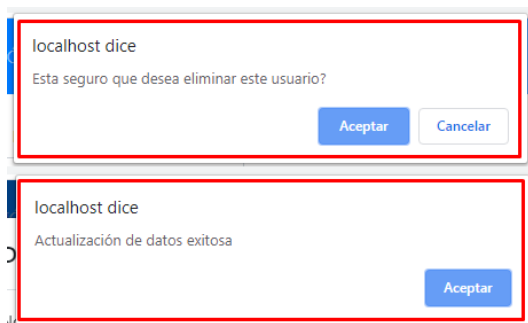 localhost dice
Esta seguro que desea eliminar este usuario?
Aceptar Cancelar
localhost dice
Actualización de datos exitosa
Aceptar